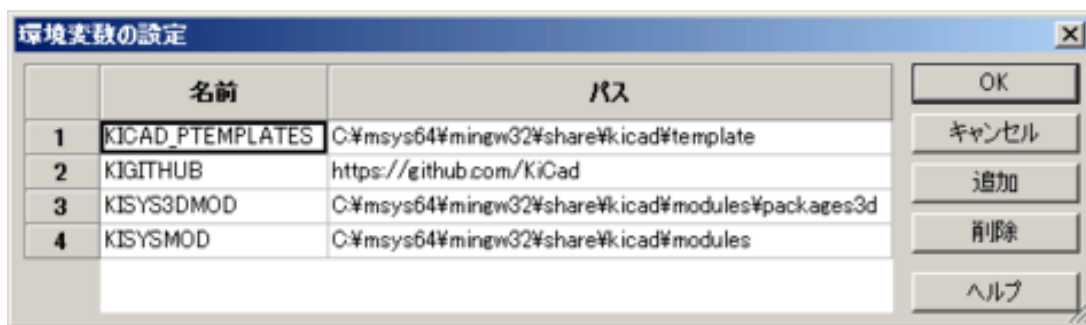 環境変数の設定
名前 パス
1 KICAD_PTEMPLATES C:¥msys64¥mingw32¥share¥kicad¥template
2 KIGITHUB https://github.com/KiCad
3 KISYS3DMOD C:¥msys64¥mingw32¥share¥kicad¥modules¥packages3d
4 KISYSMOD C:¥msys64¥mingw32¥share¥kicad¥modules
OK
キャンセル
追加
削除
ヘルプ